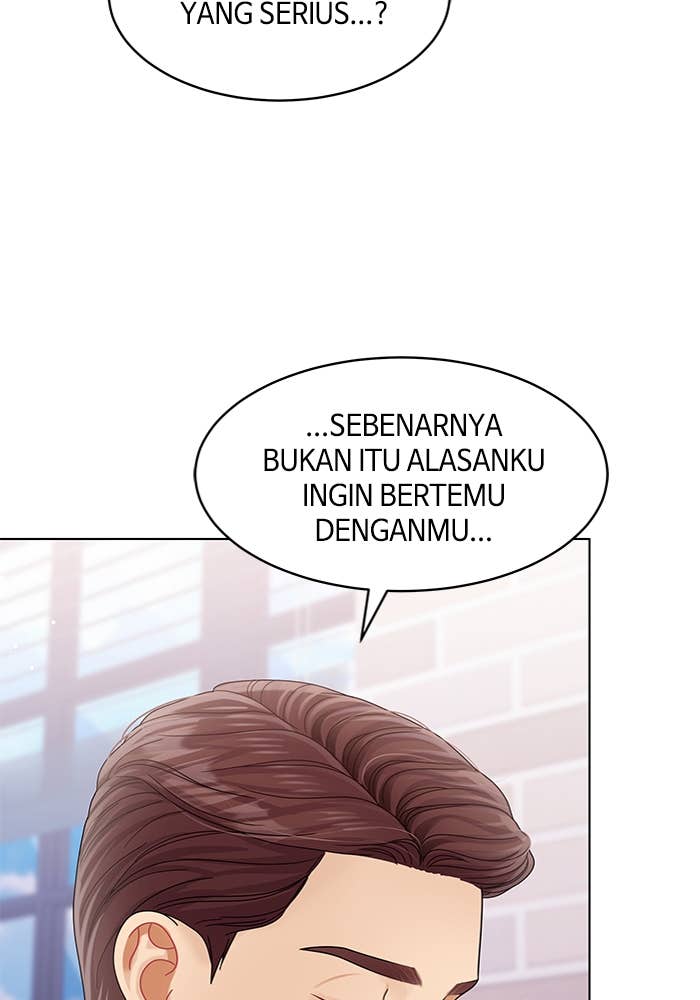 YANG SERIUS...?
...SEBENARNYA
BUKAN ITU ALASANKU
INGIN BERTEMU
DENGANMU...